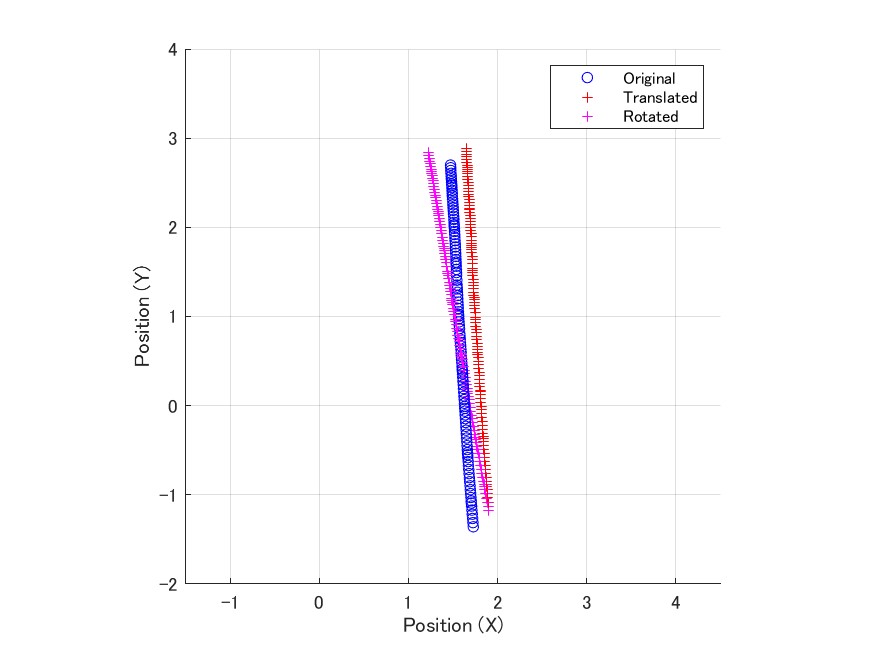 4
3
2
1
0
−1
−2
−1
0
1
2
3
4
Position (Y)
Position (X)
Original
Translated
Rotated